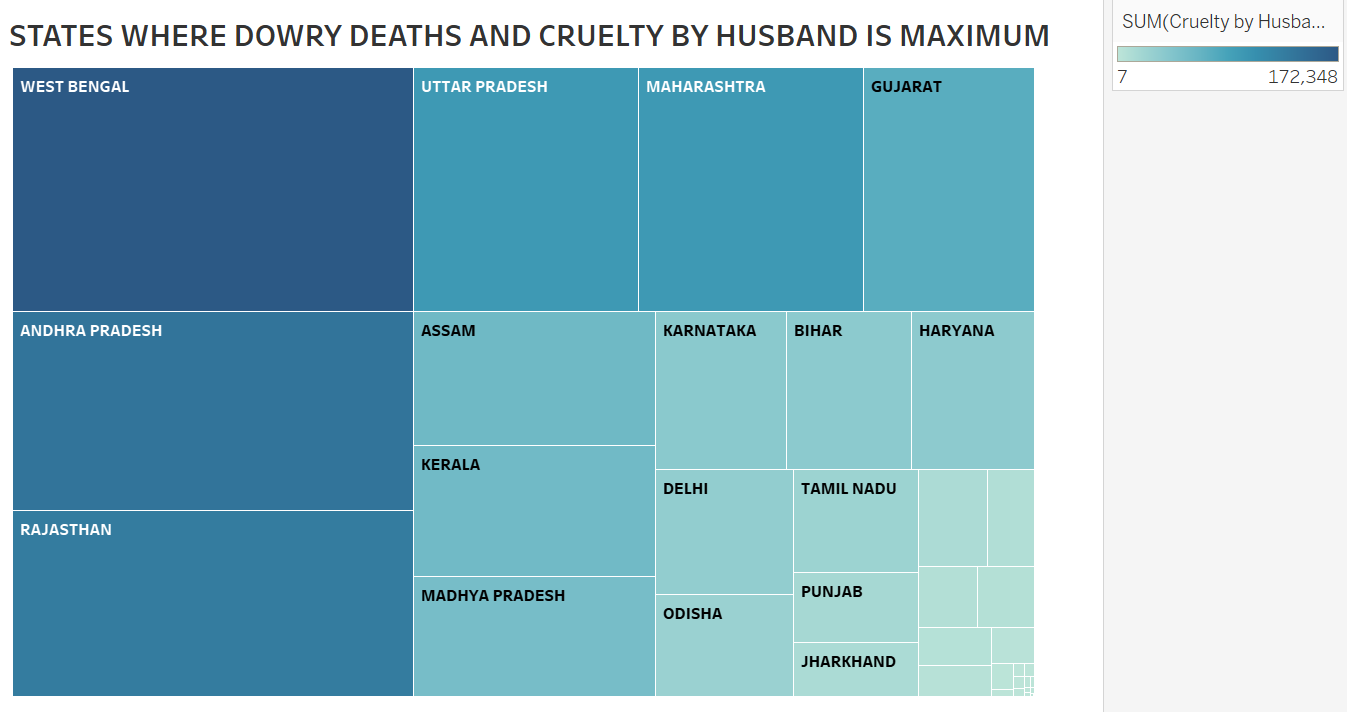 STATES WHERE DOWRY DEATHS AND CRUELTY BY HUSBAND IS MAXIMUM
SUM(Cruelty by Husba...
7 172,348
WEST BENGAL
UTTAR PRADESH
MAHARASHTRA
GUJARAT
ANDHRA PRADESH
ASSAM
KARNATAKA
BIHAR
HARYANA
KERALA
DELHI
TAMIL NADU
RAJASTHAN
MADHYA PRADESH
PUNJAB
ODISHA
JHARKHAND